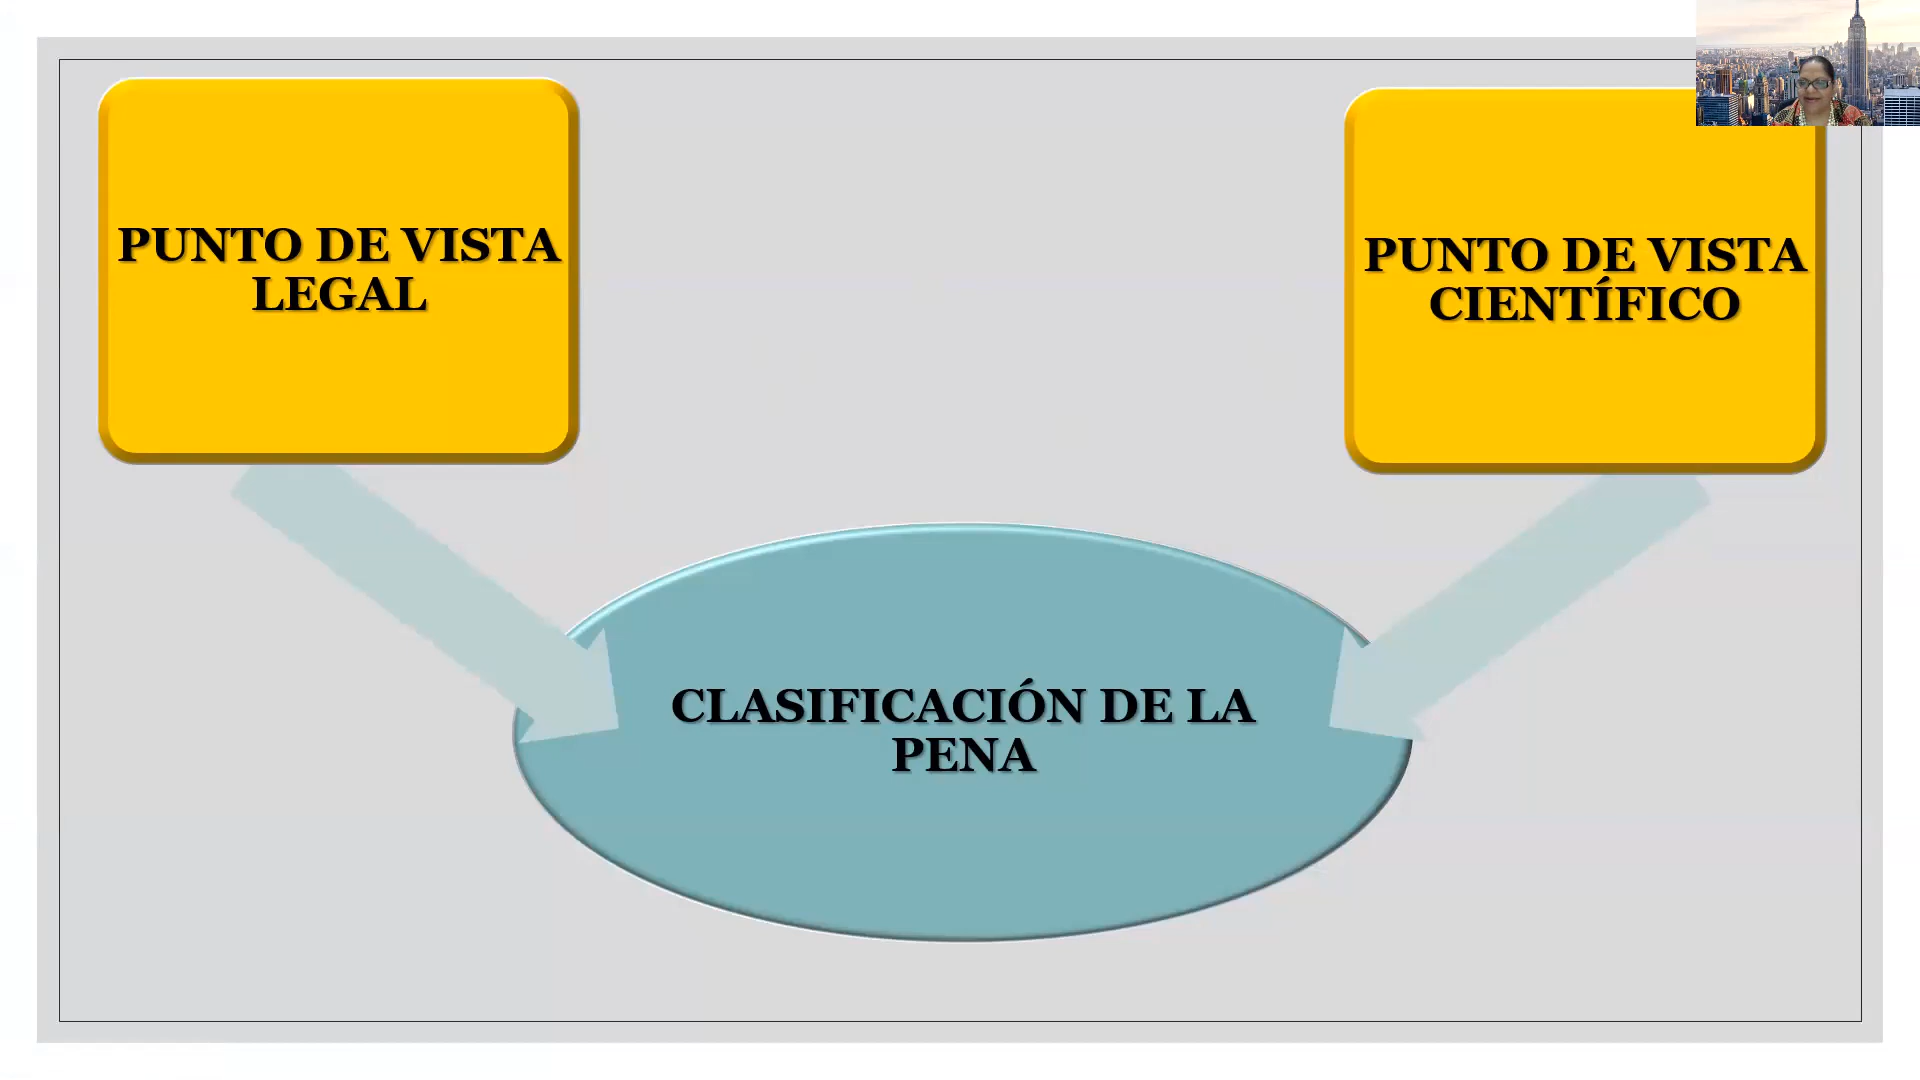 PUNTO DE VISTA
LEGAL
PUNTO DE VISTA
CIENTÍFICO
CLASIFICACIÓN DE LA
PENA